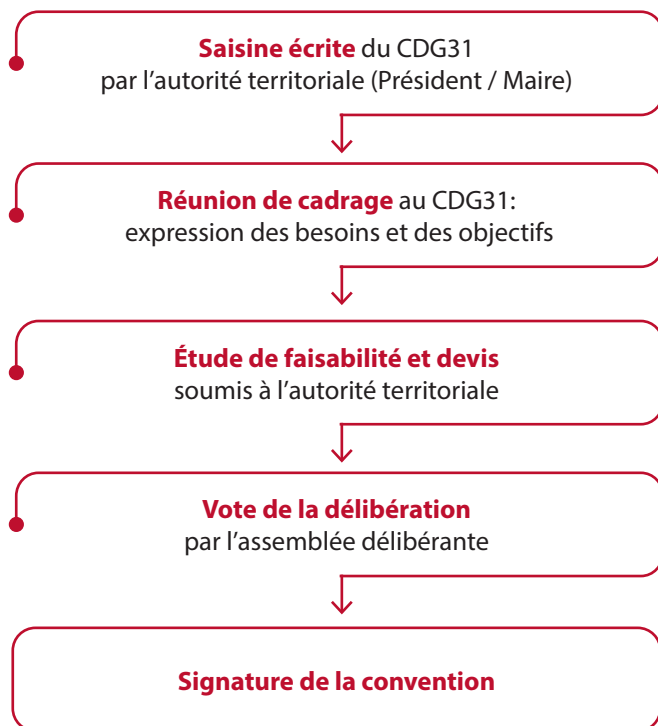 Saisine écrite du CDG31
par l’autorité territoriale (Président / Maire)
Réunion de cadrage au CDG31:
expression des besoins et des objectifs
Étude de faisabilité et devis
soumis à l’autorité territoriale
Vote de la délibération
par l’assemblée délibérante
Signature de la convention